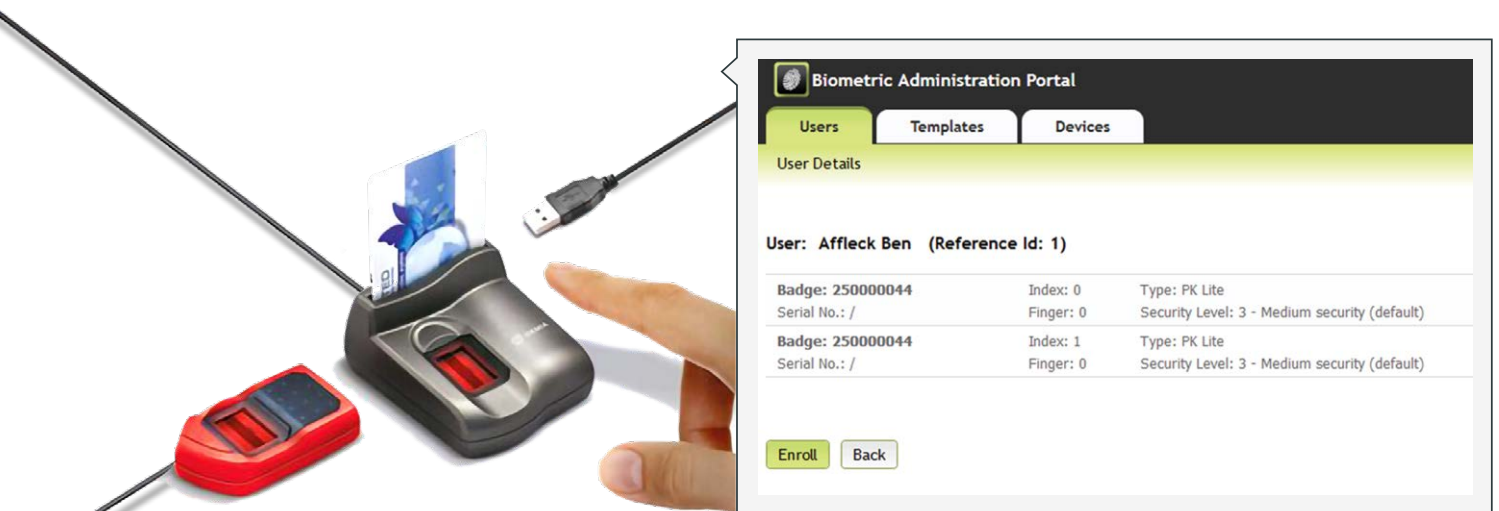 Biometric Administration Portal
Users Templates Devices
User Details
User: Affleck Ben (Reference Id: 1)
Badge: 250000044 Index: 0 Type: PK Lite
Serial No.: / Finger: 0 Security Level: 3 - Medium security (default)
Badge: 250000044 Index: 1 Type: PK Lite
Serial No.: / Finger: 0 Security Level: 3 - Medium security (default)
Enroll Back